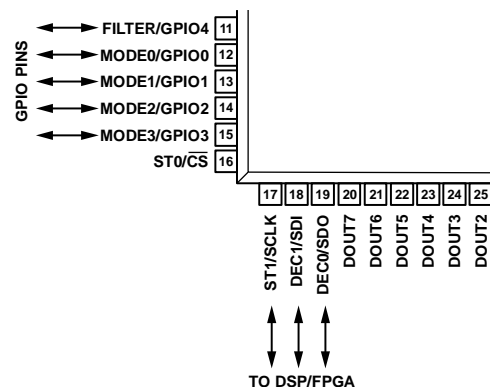 GPIO PINS
FILTER/GPIO4 11
MODE0/GPIO0 12
MODE1/GPIO1 13
MODE2/GPIO2 14
MODE3/GPIO3 15
ST0/C̅S̅ 16
17 18 19 20 21 22 23 24 25
ST1/SCLK
DEC1/SDI
DEC0/SDO
DOUT7
DOUT6
DOUT5
DOUT4
DOUT3
DOUT2
TO DSP/FPGA